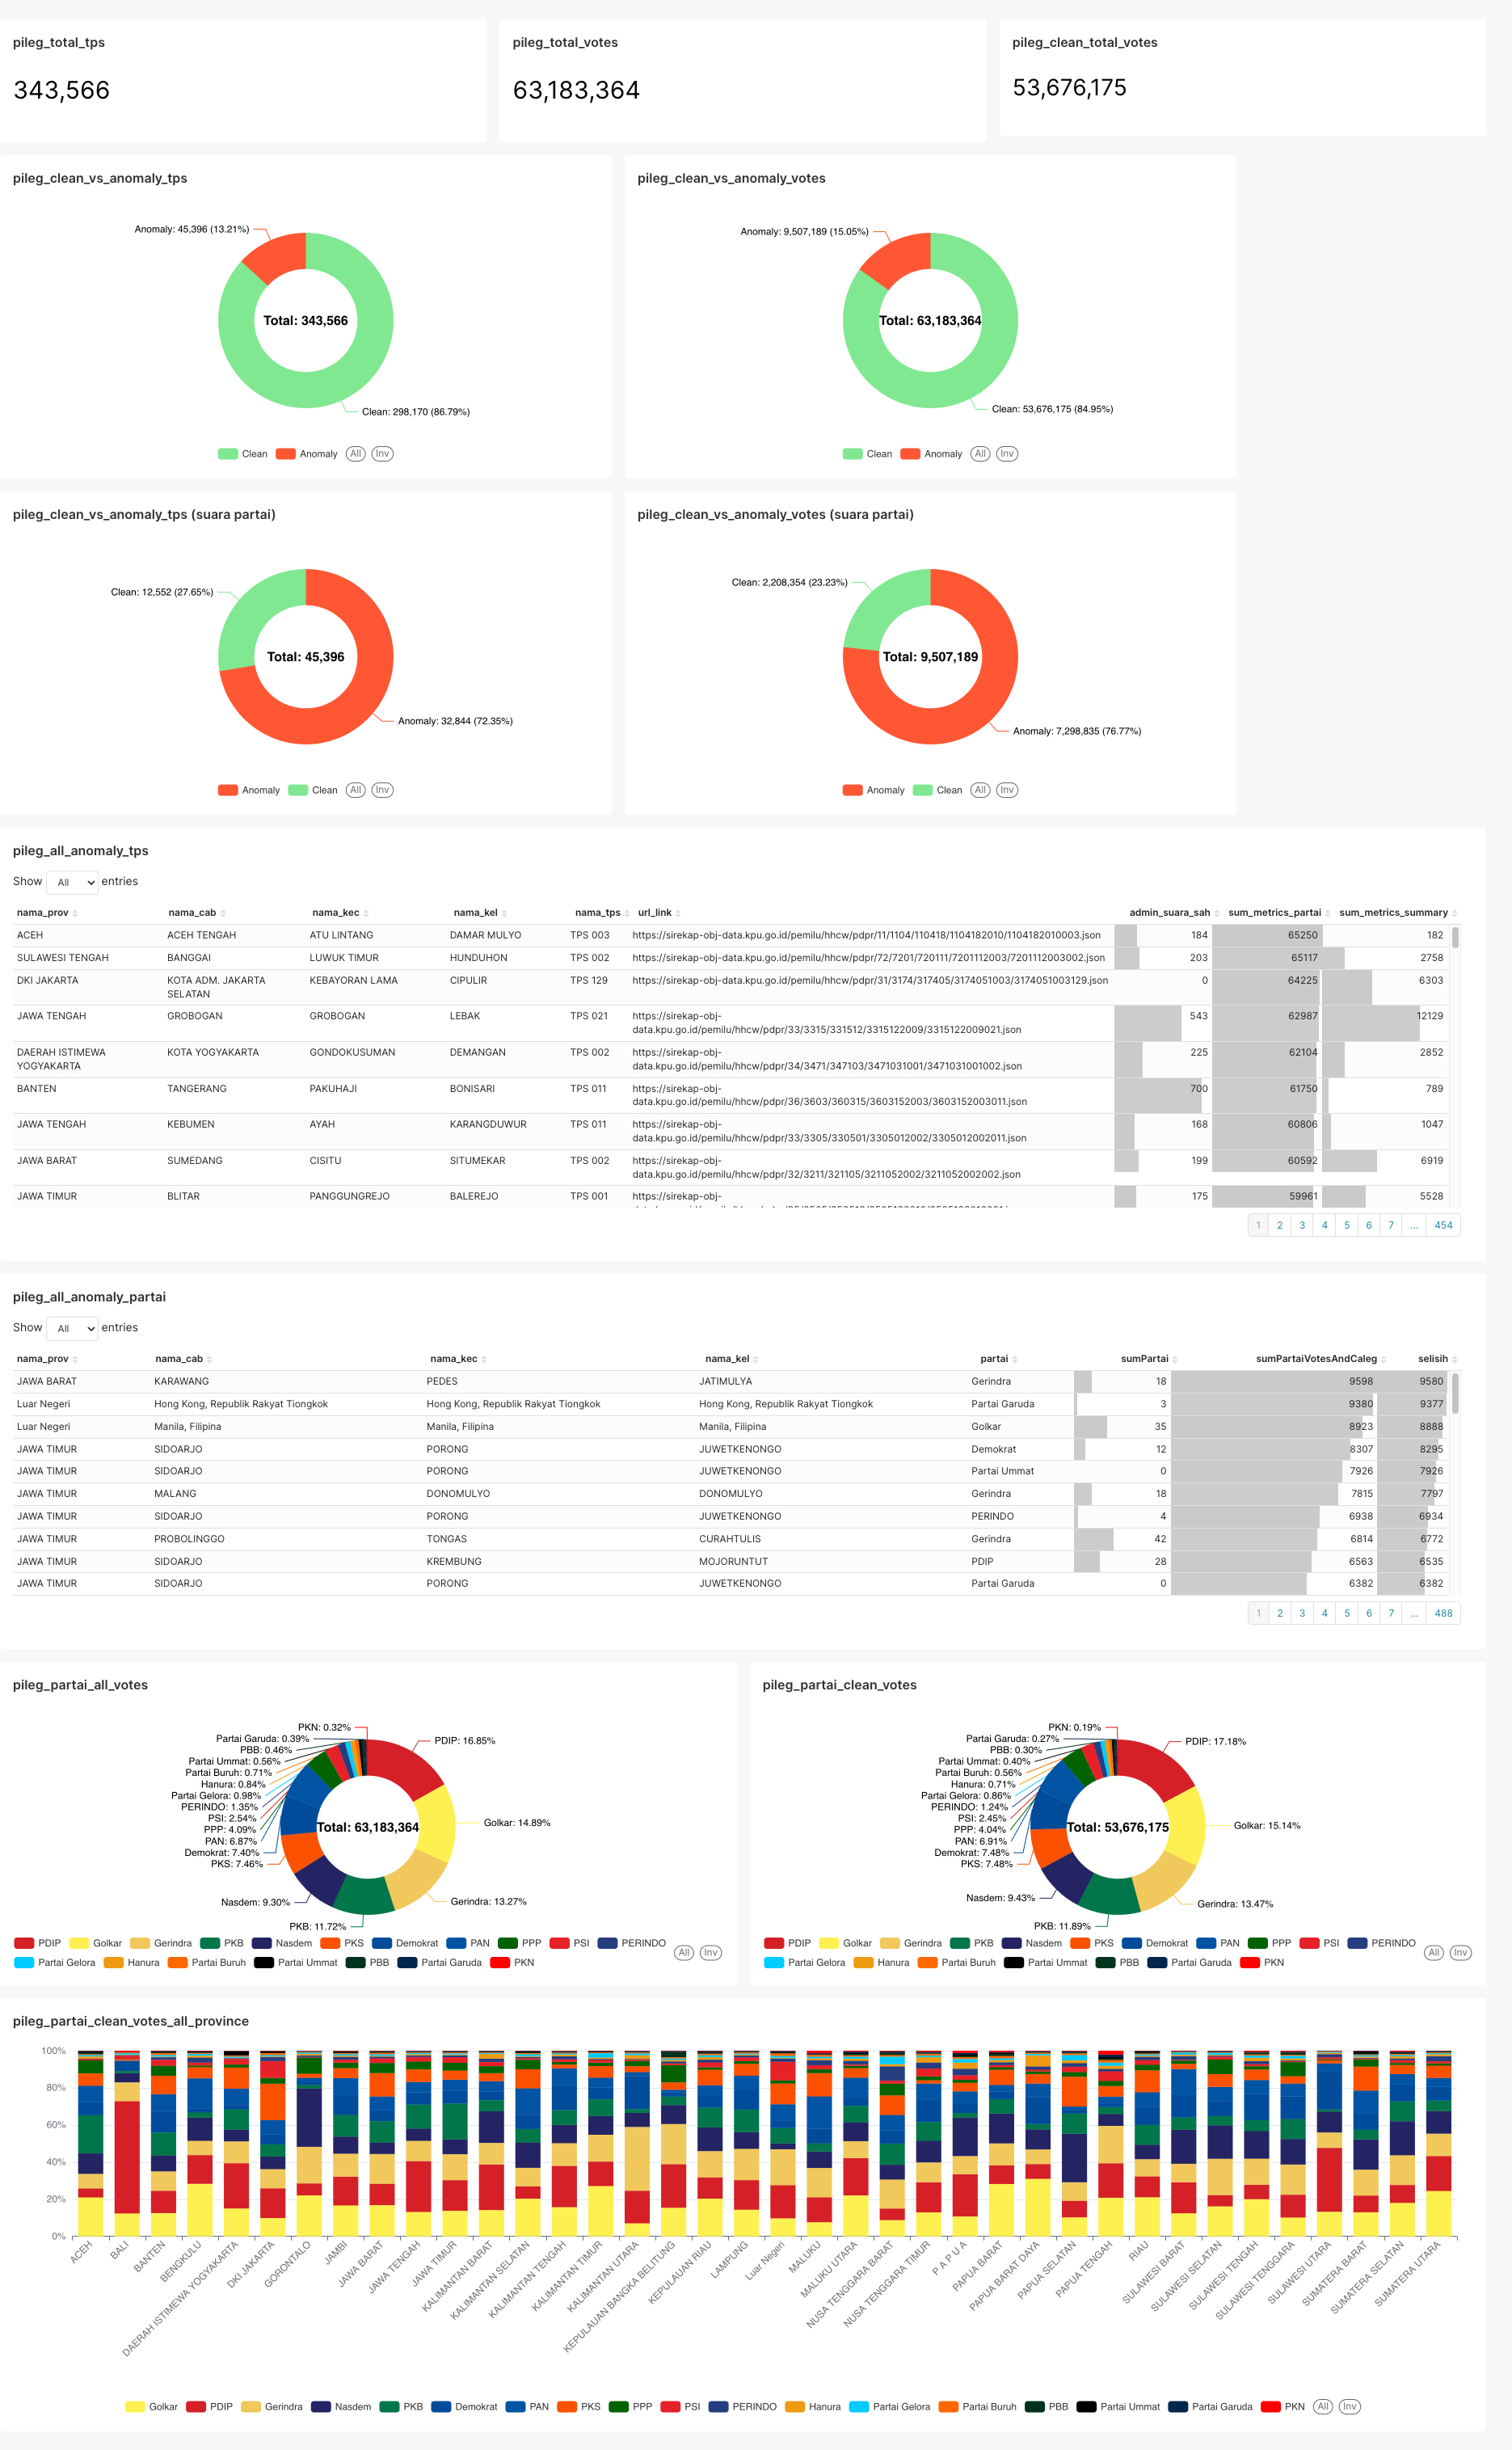 pileg_total_tps
343,566
pileg_total_votes
63,183,364
pileg_clean_total_votes
53,676,175
pileg_clean_vs_anomaly_tps
Anomaly: 45,396 (13.21%)
Total: 343,566
Clean: 298,170 (86.79%)
Clean Anomaly All Inv
pileg_clean_vs_anomaly_votes
Anomaly: 9,507,189 (15.05%)
Total: 63,183,364
Clean: 53,676,175 (84.95%)
Clean Anomaly All Inv
pileg_clean_vs_anomaly_tps (suara partai)
Clean: 12,552 (27.65%)
Total: 45,396
Anomaly: 32,844 (72.35%)
Anomaly Clean All Inv
pileg_clean_vs_anomaly_votes (suara partai)
Clean: 2,208,354 (23.23%)
Total: 9,507,189
Anomaly: 7,298,835 (76.77%)
Anomaly Clean All Inv
pileg_all_anomaly_tps
Show All entries
nama_prov nama_cab nama_kec nama_kel nama_tps url_link admin_suara_sah sum_metrics_partai sum_metrics_summary
ACEH ACEH TENGAH ATU LINTANG DAMAR MULYO TPS 003 https://sirekap-obj-data.kpu.go.id/pemilu/hhcw/pdpr/11/1104/110418/1104182010/1104182010003.json 184 65250 182
SULAWESI TENGAH BANGGAI LUWUK TIMUR HUNDUHON TPS 002 https://sirekap-obj-data.kpu.go.id/pemilu/hhcw/pdpr/72/7201/720111/7201112003/7201112003002.json 203 65117 2758
DKI JAKARTA KOTA ADM. JAKARTA KEBAYORAN LAMA CIPULIR TPS 129 https://sirekap-obj-data.kpu.go.id/pemilu/hhcw/pdpr/31/3174/317405/3174051003/3174051003129.json 0 64225 6303
SELATAN
JAWA TENGAH GROBOGAN GROBOGAN LEBAK TPS 021 https://sirekap-obj- 543 62987 12129
data.kpu.go.id/pemilu/hhcw/pdpr/33/3315/331512/3315122009/3315122009021.json
DAERAH ISTIMEWA KOTA YOGYAKARTA GONDOKUSUMAN DEMANGAN TPS 002 https://sirekap-obj- 225 62104 2852
YOGYAKARTA data.kpu.go.id/pemilu/hhcw/pdpr/34/3471/347103/3471031001/3471031001002.json
BANTEN TANGERANG PAKUHAJI BONISARI TPS 011 https://sirekap-obj- 700 61750 789
data.kpu.go.id/pemilu/hhcw/pdpr/36/3603/360315/3603152003/3603152003011.json
JAWA TENGAH KEBUMEN AYAH KARANGDUWUR TPS 011 https://sirekap-obj- 168 60806 1047
data.kpu.go.id/pemilu/hhcw/pdpr/33/3305/330501/3305012002/3305012002011.json
JAWA BARAT SUMEDANG CISITU SITUMEKAR TPS 002 https://sirekap-obj- 199 60592 6919
data.kpu.go.id/pemilu/hhcw/pdpr/32/3211/321105/3211052002/3211052002002.json
JAWA TIMUR BLITAR PANGGUNGREJO BALEREJO TPS 001 https://sirekap-obj- 175 59961 5528
1 2 3 4 5 6 7 ... 454
pileg_all_anomaly_partai
Show All entries
nama_prov nama_cab nama_kec nama_kel partai sumPartai sumPartaiVotesAndCaleg selisih
JAWA BARAT KARAWANG PEDES JATIMULYA Gerindra 18 9598 9580
Luar Negeri Hong Kong, Republik Rakyat Tiongkok Hong Kong, Republik Rakyat Tiongkok Hong Kong, Republik Rakyat Tiongkok Partai Garuda 3 9380 9377
Luar Negeri Manila, Filipina Manila, Filipina Manila, Filipina Golkar 35 8923 8888
JAWA TIMUR SIDOARJO PORONG JUWETKENONGO Demokrat 12 8307 8295
JAWA TIMUR SIDOARJO PORONG JUWETKENONGO Partai Ummat 0 7926 7926
JAWA TIMUR MALANG DONOMULYO DONOMULYO Gerindra 18 7815 7797
JAWA TIMUR SIDOARJO PORONG JUWETKENONGO PERINDO 4 6938 6934
JAWA TIMUR PROBOLINGGO TONGAS CURAHTULIS Gerindra 42 6814 6772
JAWA TIMUR SIDOARJO KREMBUNG MOJORUNTUT PDIP 28 6563 6535
JAWA TIMUR SIDOARJO PORONG JUWETKENONGO Partai Garuda 0 6382 6382
1 2 3 4 5 6 7 ... 488
pileg_partai_all_votes
PKN: 0.32%
Partai Garuda: 0.39%
PBB: 0.46%
Partai Ummat: 0.56%
Partai Buruh: 0.71%
Hanura: 0.84%
Partai Gelora: 0.98%
PERINDO: 1.35%
PSI: 2.54%
PPP: 4.09%
PAN: 6.87%
Demokrat: 7.40%
PKS: 7.46%
Nasdem: 9.30%
PKB: 11.72%
PDIP: 16.85%
Golkar: 14.89%
Gerindra: 13.27%
Total: 63,183,364
PDIP Golkar Gerindra PKB Nasdem PKS Demokrat PAN PPP PSI PERINDO
Partai Gelora Hanura Partai Buruh Partai Ummat PBB Partai Garuda PKN
All Inv
pileg_partai_clean_votes
PKN: 0.19%
Partai Garuda: 0.27%
PBB: 0.30%
Partai Ummat: 0.40%
Partai Buruh: 0.56%
Hanura: 0.71%
Partai Gelora: 0.86%
PERINDO: 1.24%
PSI: 2.45%
PPP: 4.04%
PAN: 6.91%
Demokrat: 7.48%
PKS: 7.48%
Nasdem: 9.43%
PKB: 11.89%
PDIP: 17.18%
Golkar: 15.14%
Gerindra: 13.47%
Total: 53,676,175
PDIP Golkar Gerindra PKB Nasdem PKS Demokrat PAN PPP PSI PERINDO
Partai Gelora Hanura Partai Buruh Partai Ummat PBB Partai Garuda PKN
All Inv
pileg_partai_clean_votes_all_province
100%
80%
60%
40%
20%
0%
ACEH
BALI
BANTEN
BENGKULU
DAERAH ISTIMEWA YOGYAKARTA
DKI JAKARTA
GORONTALO
JAMBI
JAWA BARAT
JAWA TENGAH
JAWA TIMUR
KALIMANTAN BARAT
KALIMANTAN SELATAN
KALIMANTAN TENGAH
KALIMANTAN TIMUR
KALIMANTAN UTARA
KEPULAUAN BANGKA BELITUNG
KEPULAUAN RIAU
LAMPUNG
Luar Negeri
MALUKU
MALUKU UTARA
NUSA TENGGARA BARAT
NUSA TENGGARA TIMUR
P A P U A
PAPUA BARAT
PAPUA BARAT DAYA
PAPUA SELATAN
PAPUA TENGAH
RIAU
SULAWESI BARAT
SULAWESI SELATAN
SULAWESI TENGAH
SULAWESI TENGGARA
SULAWESI UTARA
SUMATERA BARAT
SUMATERA SELATAN
SUMATERA UTARA
Golkar PDIP Gerindra Nasdem PKB Demokrat PAN PKS PPP PSI PERINDO Hanura Partai Gelora Partai Buruh PBB Partai Ummat Partai Garuda PKN All Inv